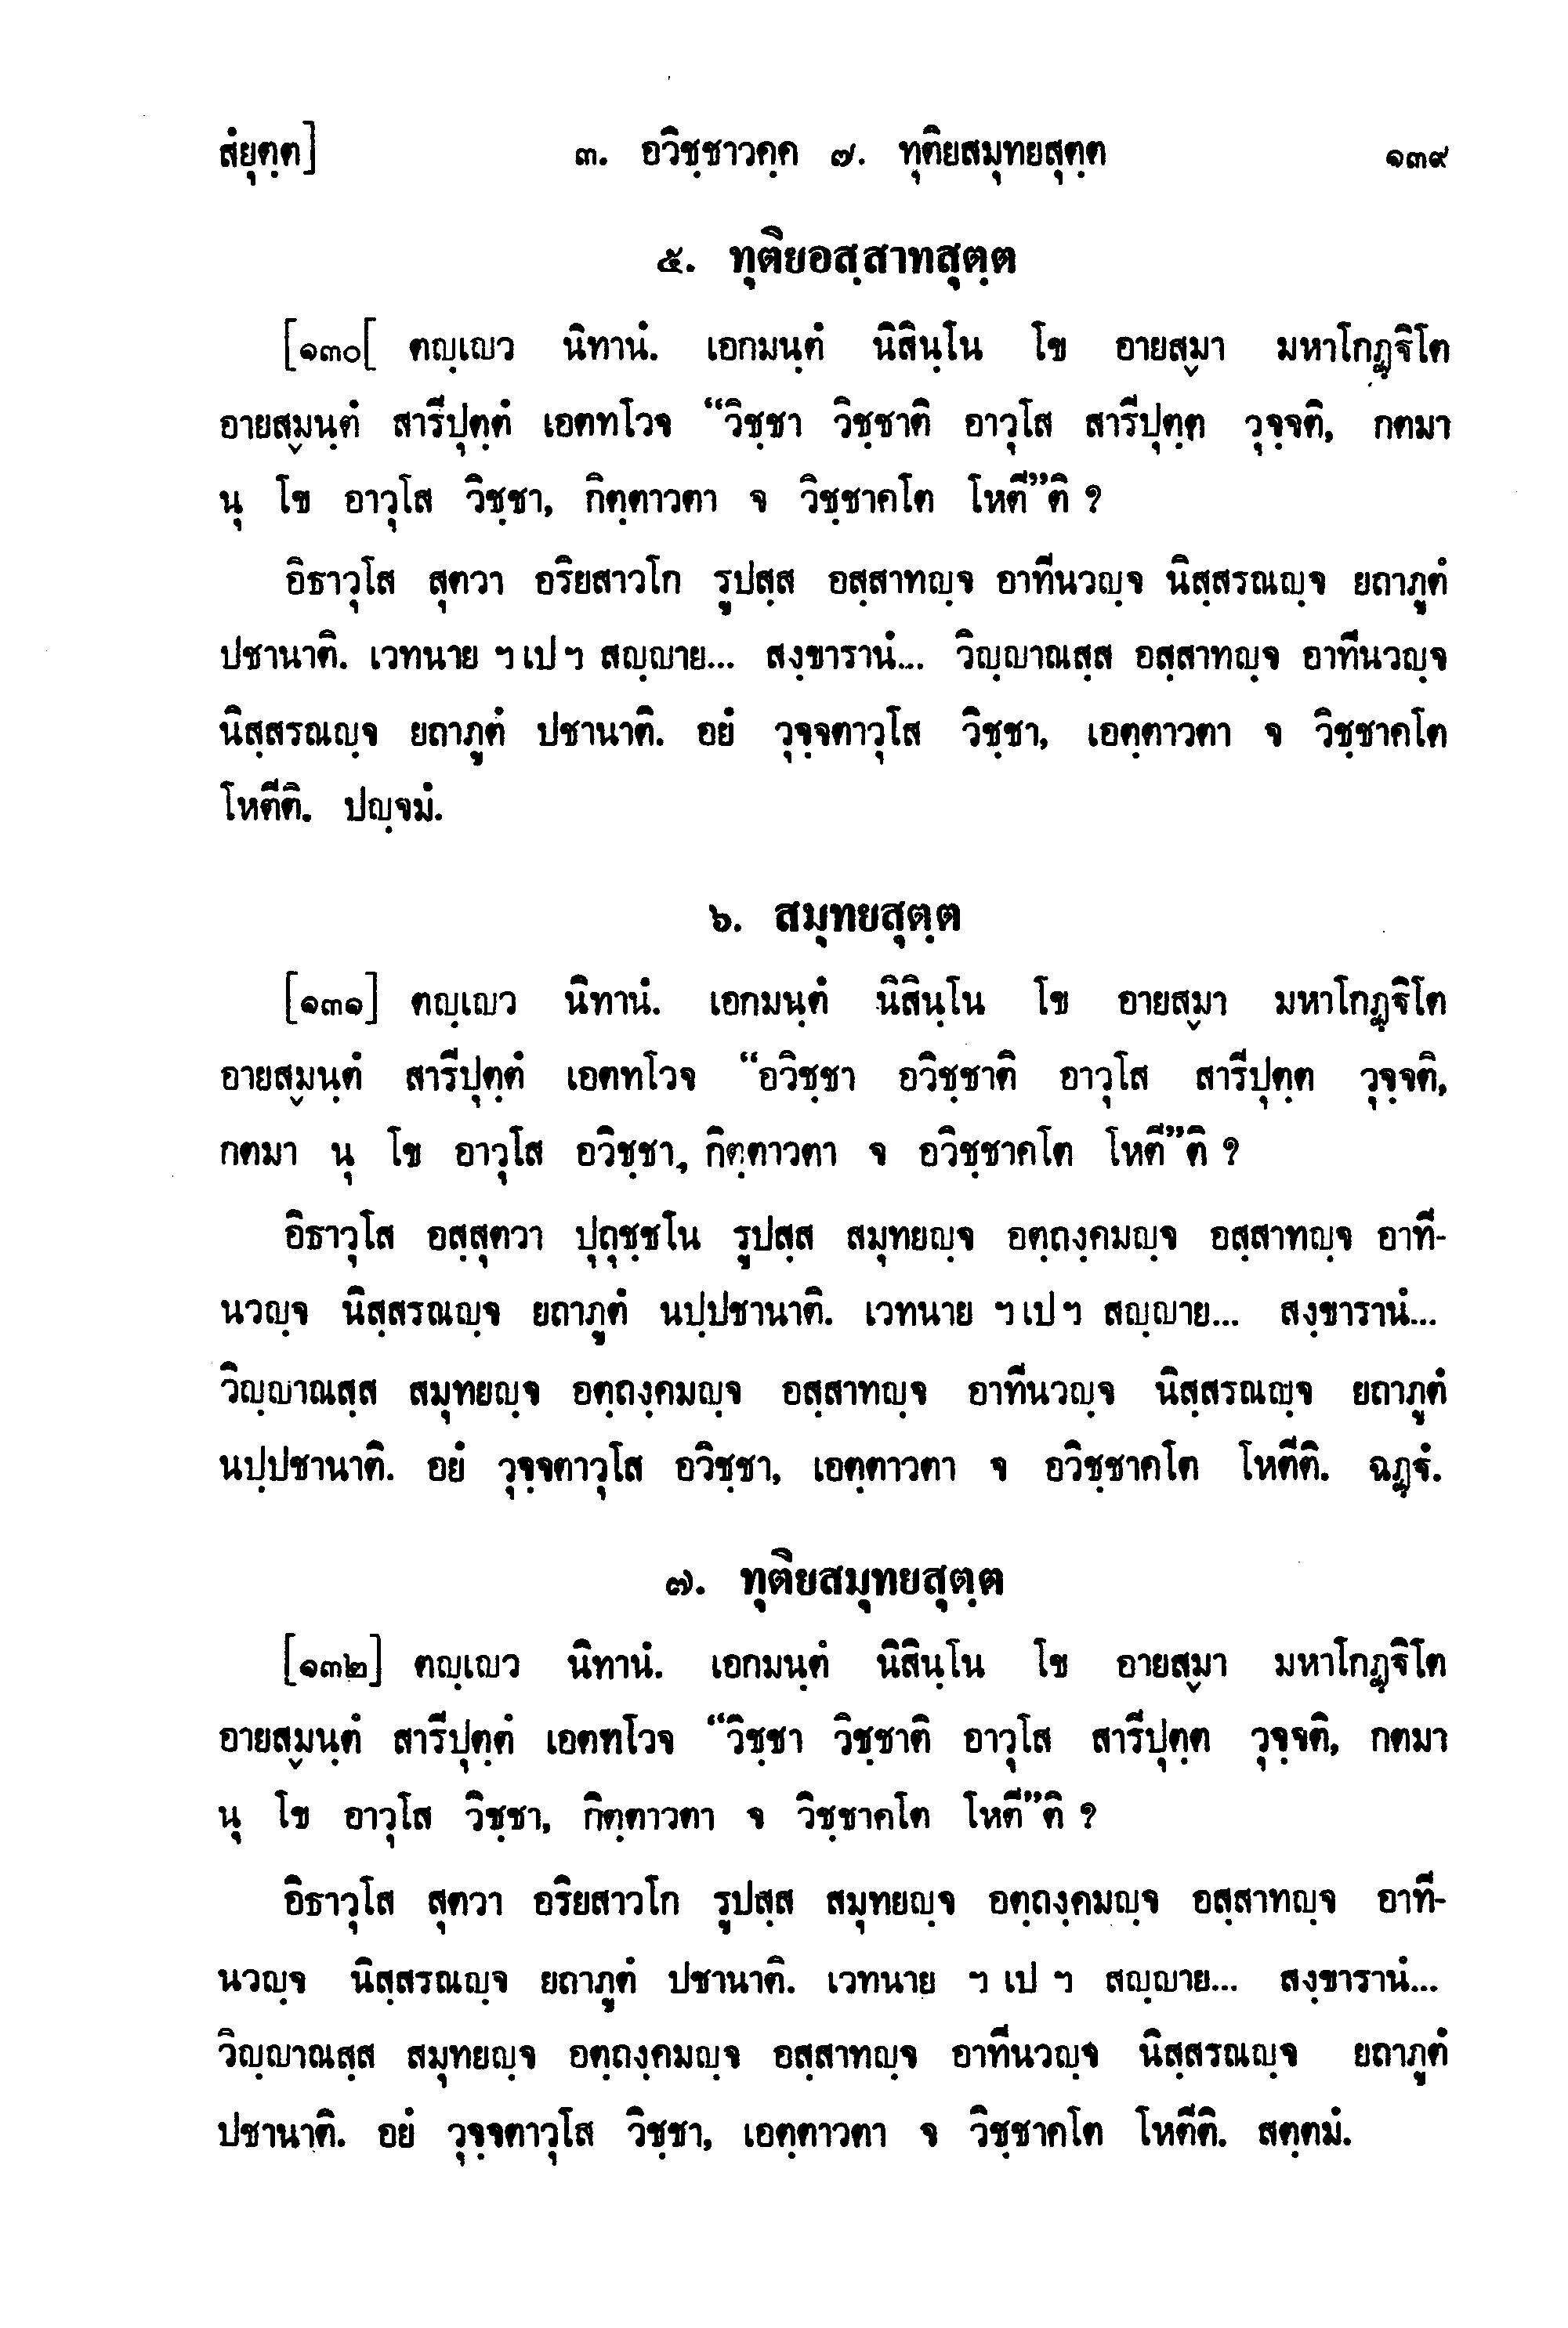 สํยุตฺต]	๓. อวิชฺชาวคฺค ๗. ทุติยสมุทยสุตฺต	๑๓๙
๕. ทุติยอสฺสาทสุตฺต
[๑๓๐[ ตญฺเญว นิทานํ. เอกมนฺตํ นิสินฺโน โข อายสฺมา มหาโกฏฺฐิโต
อายสฺมนฺตํ สารีปุตฺตํ เอตทโวจ “วิชฺชา วิชฺชาติ อาวุโส สารีปุตฺต วุจฺจติ, กตมา
นุ โข อาวุโส วิชฺชา, กิตฺตาวตา จ วิชฺชาคโต โหตี”ติ ?
อิธาวุโส สุตวา อริยสาวโก รูปสฺส อสฺสาทญฺจ อาทีนวญฺจ นิสฺสรณญฺจ ยถาภูตํ
ปชานาติ. เวทนาย ฯเปฯ สญฺญาย... สงฺขารานํ... วิญฺญาณสฺส อสฺสาทญฺจ อาทีนวญฺจ
นิสฺสรณญฺจ ยถาภูตํ ปชานาติ. อยํ วุจฺจตาวุโส วิชฺชา, เอตฺตาวตา จ วิชฺชาคโต
โหตีติ. ปญฺจมํ.
๖. สมุทยสุตฺต
[๑๓๑] ตญฺเญว นิทานํ. เอกมนฺตํ นิสินฺโน โข อายสฺมา มหาโกฏฺฐิโต
อายสฺมนฺตํ สารีปุตฺตํ เอตทโวจ “อวิชฺชา อวิชฺชาติ อาวุโส สารีปุตฺต วุจฺจติ,
กตมา นุ โข อาวุโส อวิชฺชา, กิตฺตาวตา จ อวิชฺชาคโต โหตี”ติ ?
อิธาวุโส อสฺสุตวา ปุถุชฺชโน รูปสฺส สมุทยญฺจ อตฺถงฺคมญฺจ อสฺสาทญฺจ อาที-
นวญฺจ นิสฺสรณญฺจ ยถาภูตํ นปฺปชานาติ. เวทนาย ฯเปฯ สญฺญาย... สงฺขารานํ...
วิญฺญาณสฺส สมุทยญฺจ อตฺถงฺคมญฺจ อสฺสาทญฺจ อาทีนวญฺจ นิสฺสรณญฺจ ยถาภูตํ
นปฺปชานาติ. อยํ วุจฺจตาวุโส อวิชฺชา, เอตฺตาวตา จ อวิชฺชาคโต โหตีติ. ฉฏฺฐํ.
๗. ทุติยสมุทยสุตฺต
[๑๓๒] ตญฺเญว นิทานํ. เอกมนฺตํ นิสินฺโน โข อายสฺมา มหาโกฏฺฐิโต
อายสฺมนฺตํ สารีปุตฺตํ เอตทโวจ “วิชฺชา วิชฺชาติ อาวุโส สารีปุตฺต วุจฺจติ, กตมา
นุ โข อาวุโส วิชฺชา, กิตฺตาวตา จ วิชฺชาคโต โหตี”ติ ?
อิธาวุโส สุตวา อริยสาวโก รูปสฺส สมุทยญฺจ อตฺถงฺคมญฺจ อสฺสาทญฺจ อาที-
นวญฺจ นิสฺสรณญฺจ ยถาภูตํ ปชานาติ. เวทนาย ฯ เป ฯ สญฺญาย... สงฺขารานํ...
วิญฺญาณสฺส สมุทยญฺจ อตฺถงฺคมญฺจ อสฺสาทญฺจ อาทีนวญฺจ นิสฺสรณญฺจ ยถาภูตํ
ปชานาติ. อยํ วุจฺจตาวุโส วิชฺชา, เอตฺตาวตา จ วิชฺชาคโต โหตีติ. สตฺตมํ.